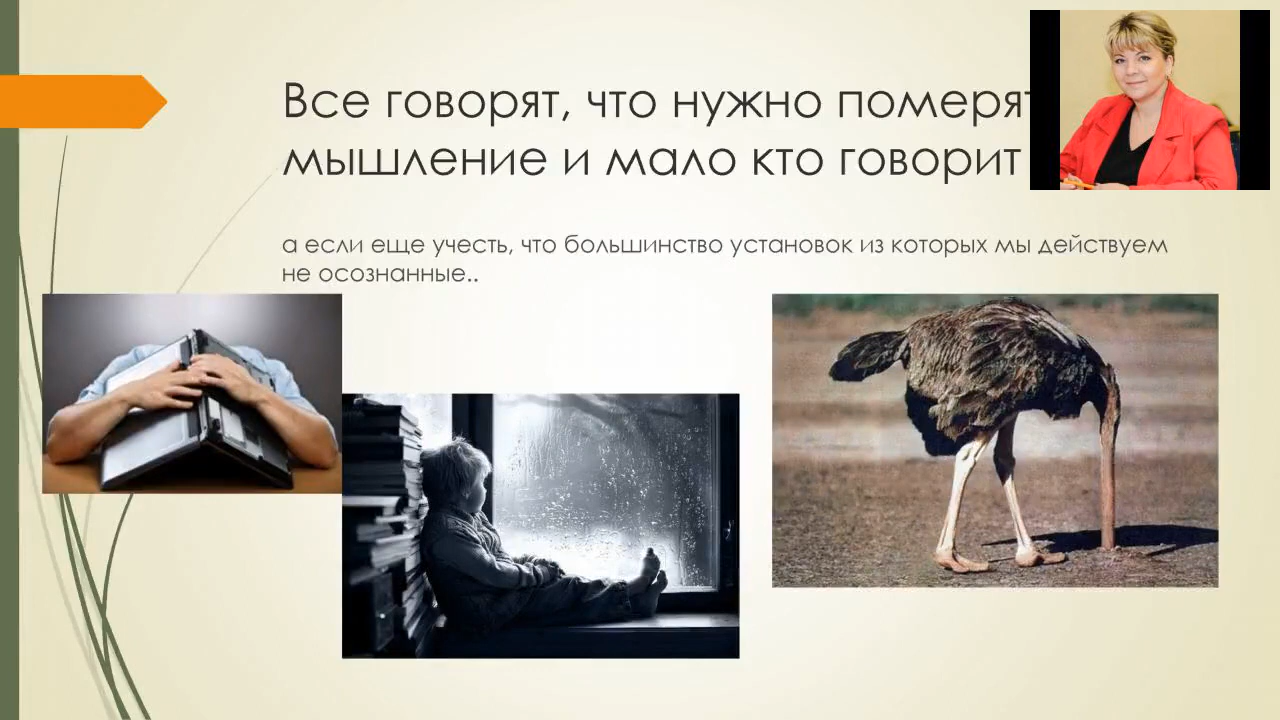 Все говорят, что нужно померят
мышление и мало кто говорит
а если еще учесть, что большинство установок из которых мы действуем
не осознанные..